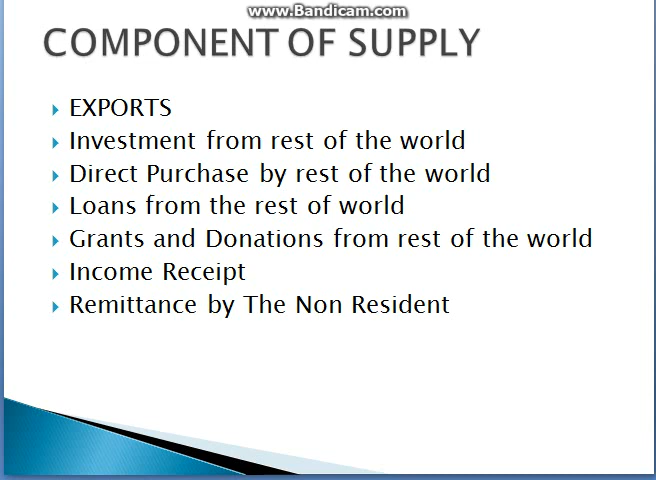 www.Bandicam.com
COMPONENT OF SUPPLY
EXPORTS
Investment from rest of the world
Direct Purchase by rest of the world
Loans from the rest of world
Grants and Donations from rest of the world
Income Receipt
Remittance by The Non Resident